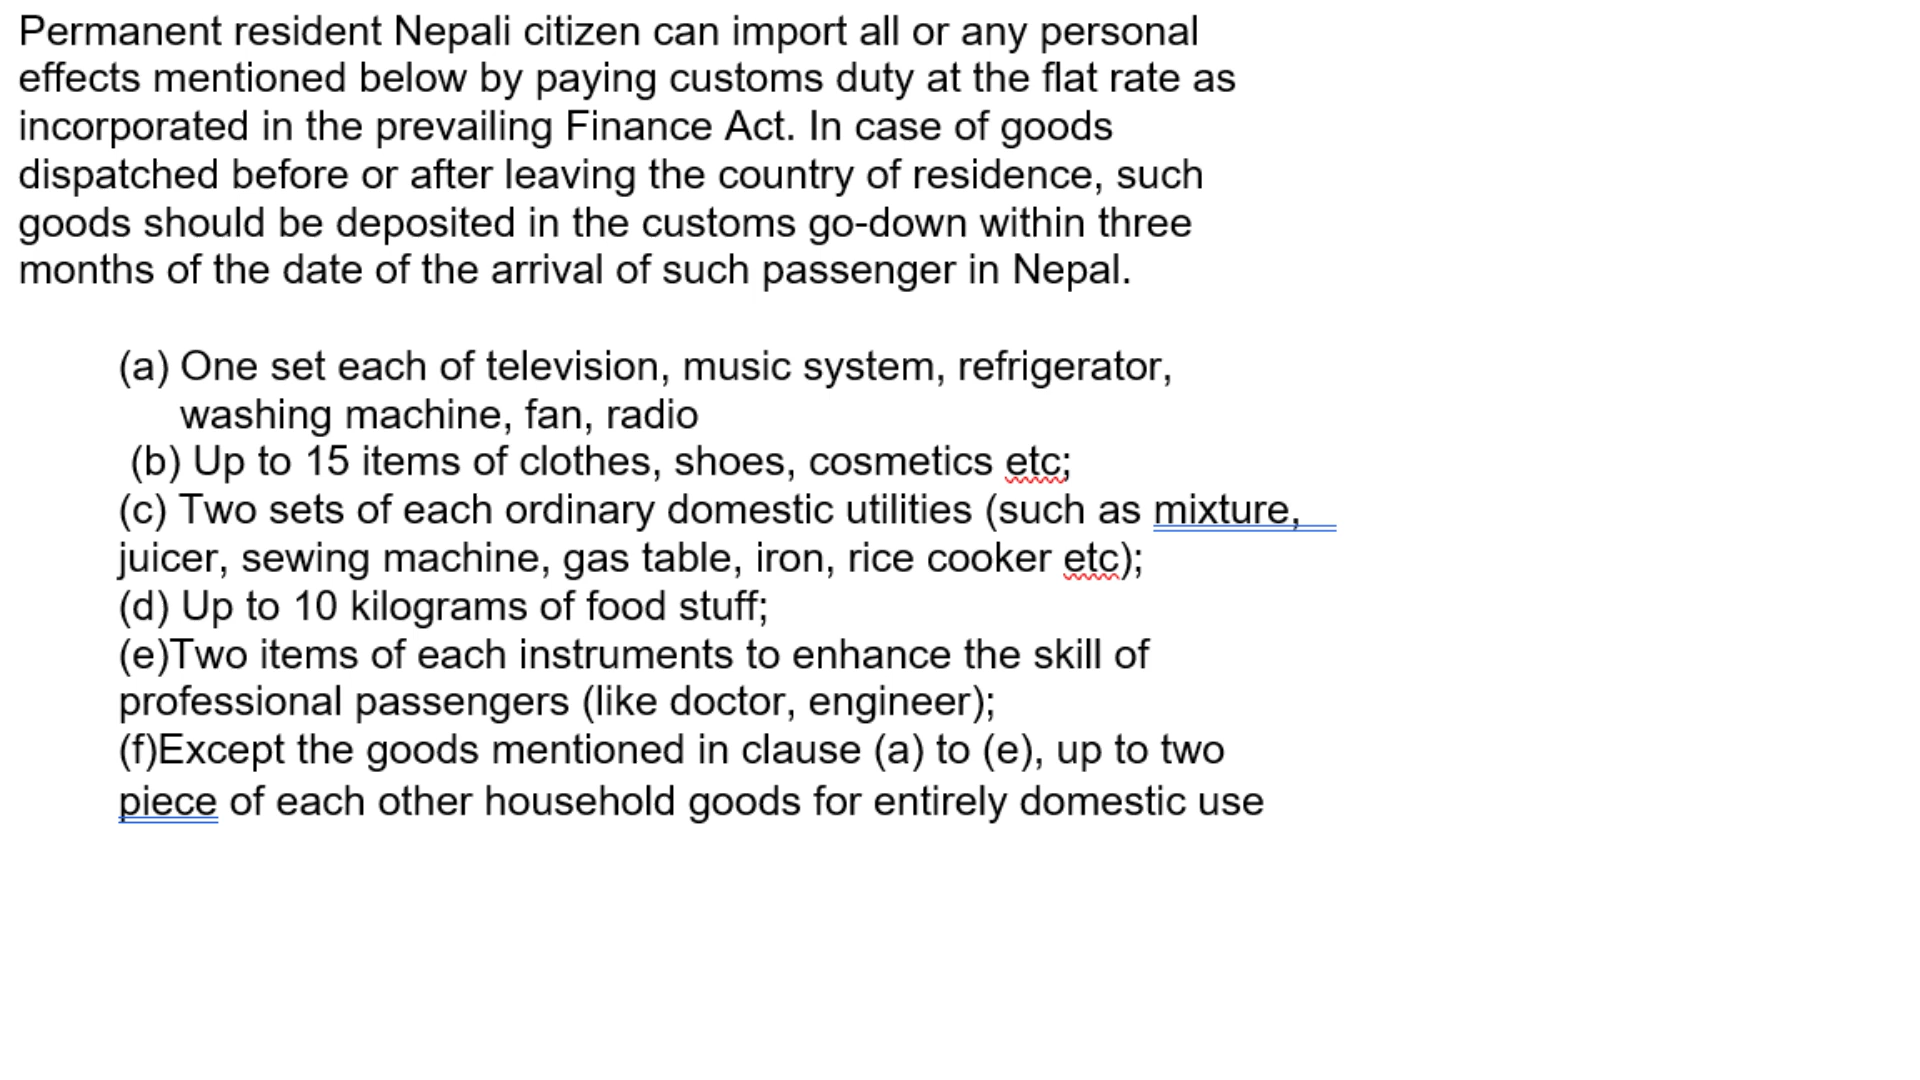 Permanent resident Nepali citizen can import all or any personal
effects mentioned below by paying customs duty at the flat rate as
incorporated in the prevailing Finance Act. In case of goods
dispatched before or after leaving the country of residence, such
goods should be deposited in the customs go-down within three
months of the date of the arrival of such passenger in Nepal.
(a) One set each of television, music system, refrigerator,
washing machine, fan, radio
(b) Up to 15 items of clothes, shoes, cosmetics etc;
(c) Two sets of each ordinary domestic utilities (such as mixture,
juicer, sewing machine, gas table, iron, rice cooker etc);
(d) Up to 10 kilograms of food stuff;
(e)Two items of each instruments to enhance the skill of
professional passengers (like doctor, engineer);
(f)Except the goods mentioned in clause (a) to (e), up to two
piece of each other household goods for entirely domestic use